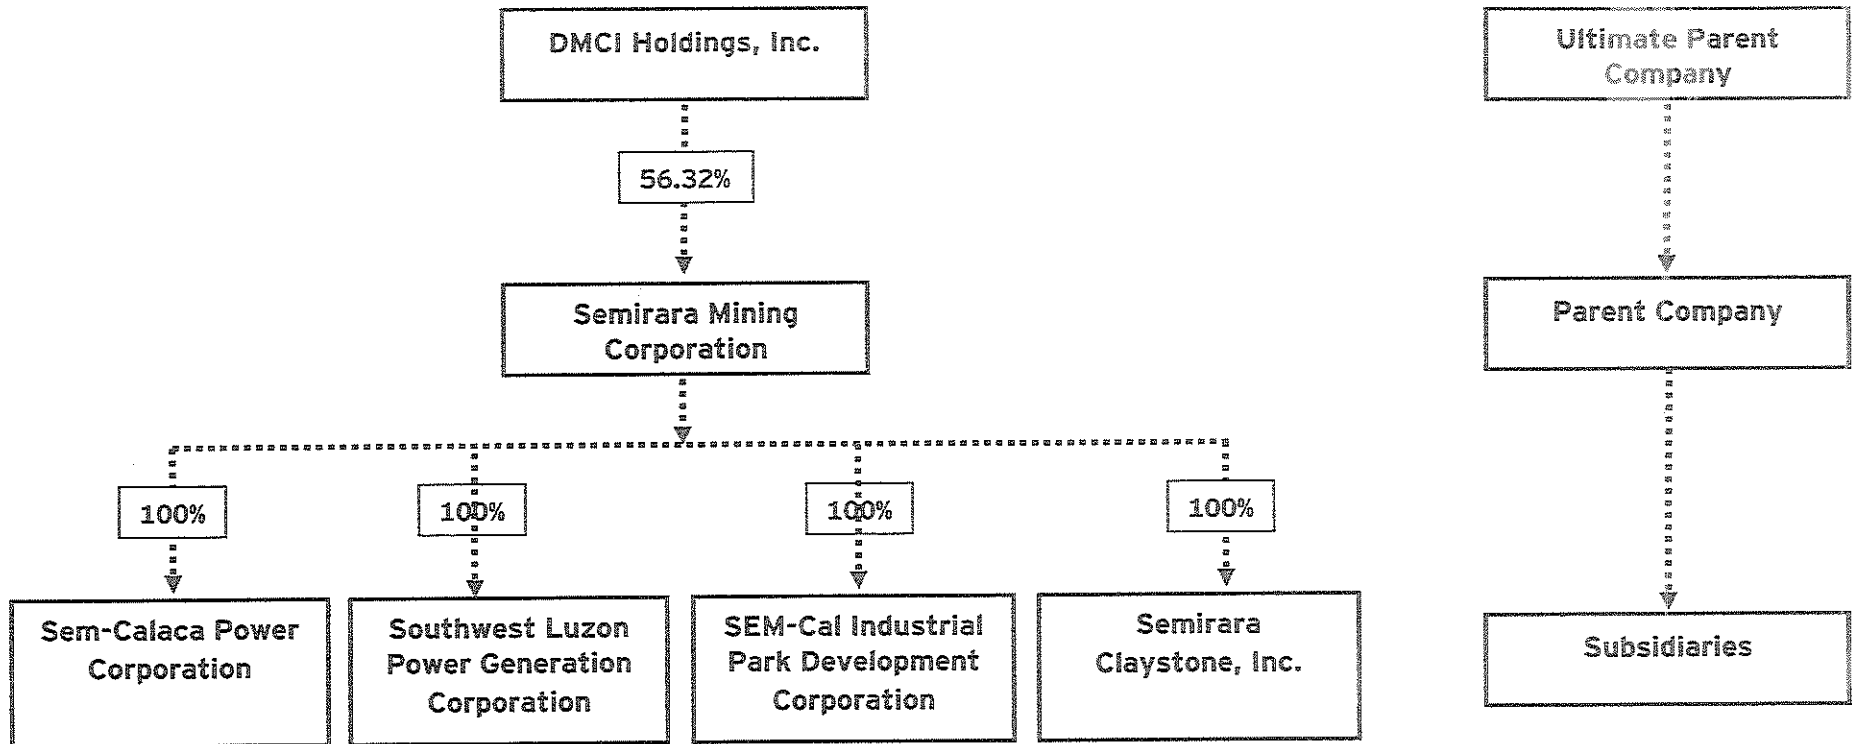 DMCI Holdings, Inc.
Ultimate Parent
Company
56.32%
Semirara Mining
Corporation
Parent Company
100%
100%
100%
100%
Sem-Calaca Power
Corporation
Southwest Luzon
Power Generation
Corporation
SEM-Cal Industrial
Park Development
Corporation
Semirara
Claystone, Inc.
Subsidiaries